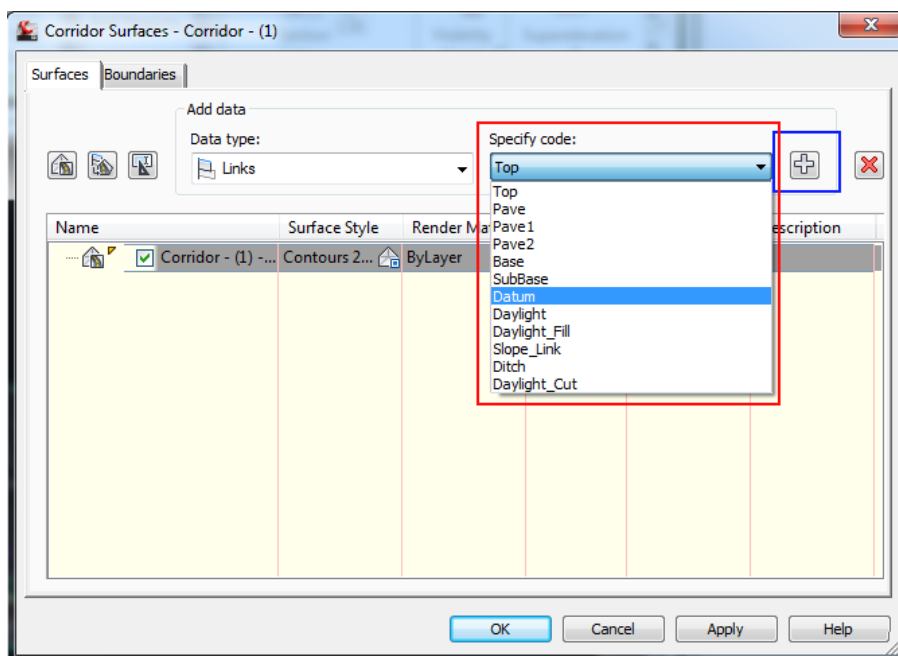 Corridor Surfaces - Corridor - (1)
Surfaces Boundaries
Add data
Data type: Specify code:
Links Top
Top
Pave
Pave1
Pave2
Base
SubBase
Datum
Daylight
Daylight_Fill
Slope_Link
Ditch
Daylight_Cut
Name Surface Style Render Ma escription
Corridor - (1) -... Contours 2... ByLayer
OK Cancel Apply Help